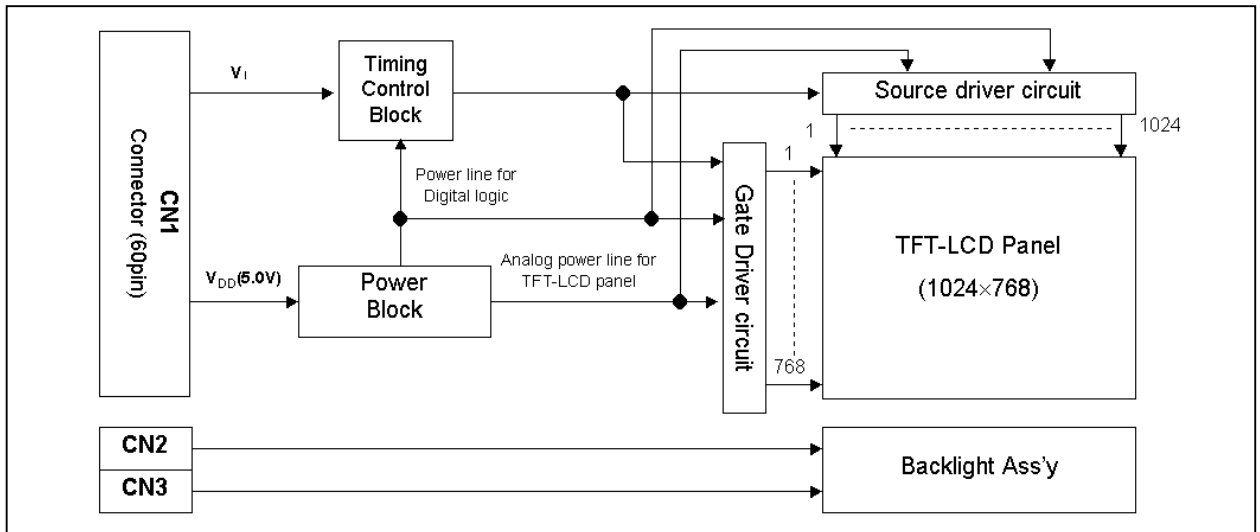 CN1
Connector (60pin)
V I
VDD(5.0V)
Timing
Control
Block
Power line for
Digital logic
Power
Block
Analog power line for
TFT-LCD panel
Gate Driver circuit
1
768
Source driver circuit
1
1024
TFT-LCD Panel
(1024×768)
CN2
CN3
Backlight Ass'y